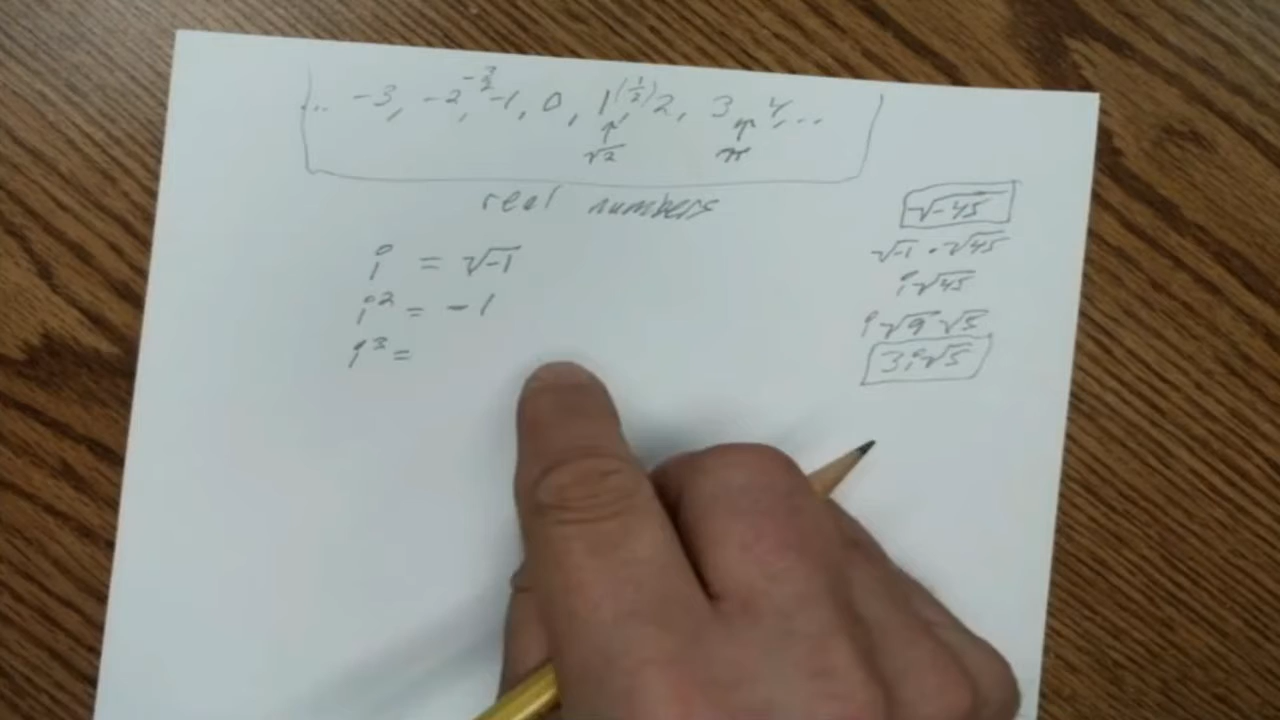 ... -3, -2, -3/2 -1, 0, 1 (1/2) 2, 3, 4, ...
↑ ↑
√2 π
real numbers
i = √-1
i² = -1
i³ =
√-45
√-1 · √45
i√45
i√9 √5
3i√5